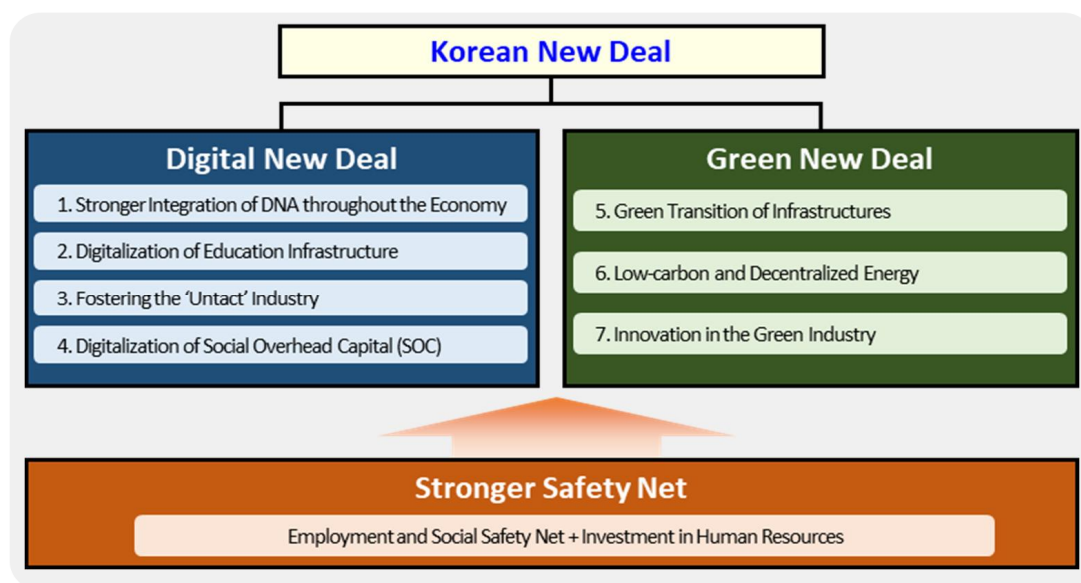 Korean New Deal
Digital New Deal
1. Stronger Integration of DNA throughout the Economy
2. Digitalization of Education Infrastructure
3. Fostering the ‘Untact’ Industry
4. Digitalization of Social Overhead Capital (SOC)
Green New Deal
5. Green Transition of Infrastructures
6. Low-carbon and Decentralized Energy
7. Innovation in the Green Industry
Stronger Safety Net
Employment and Social Safety Net + Investment in Human Resources